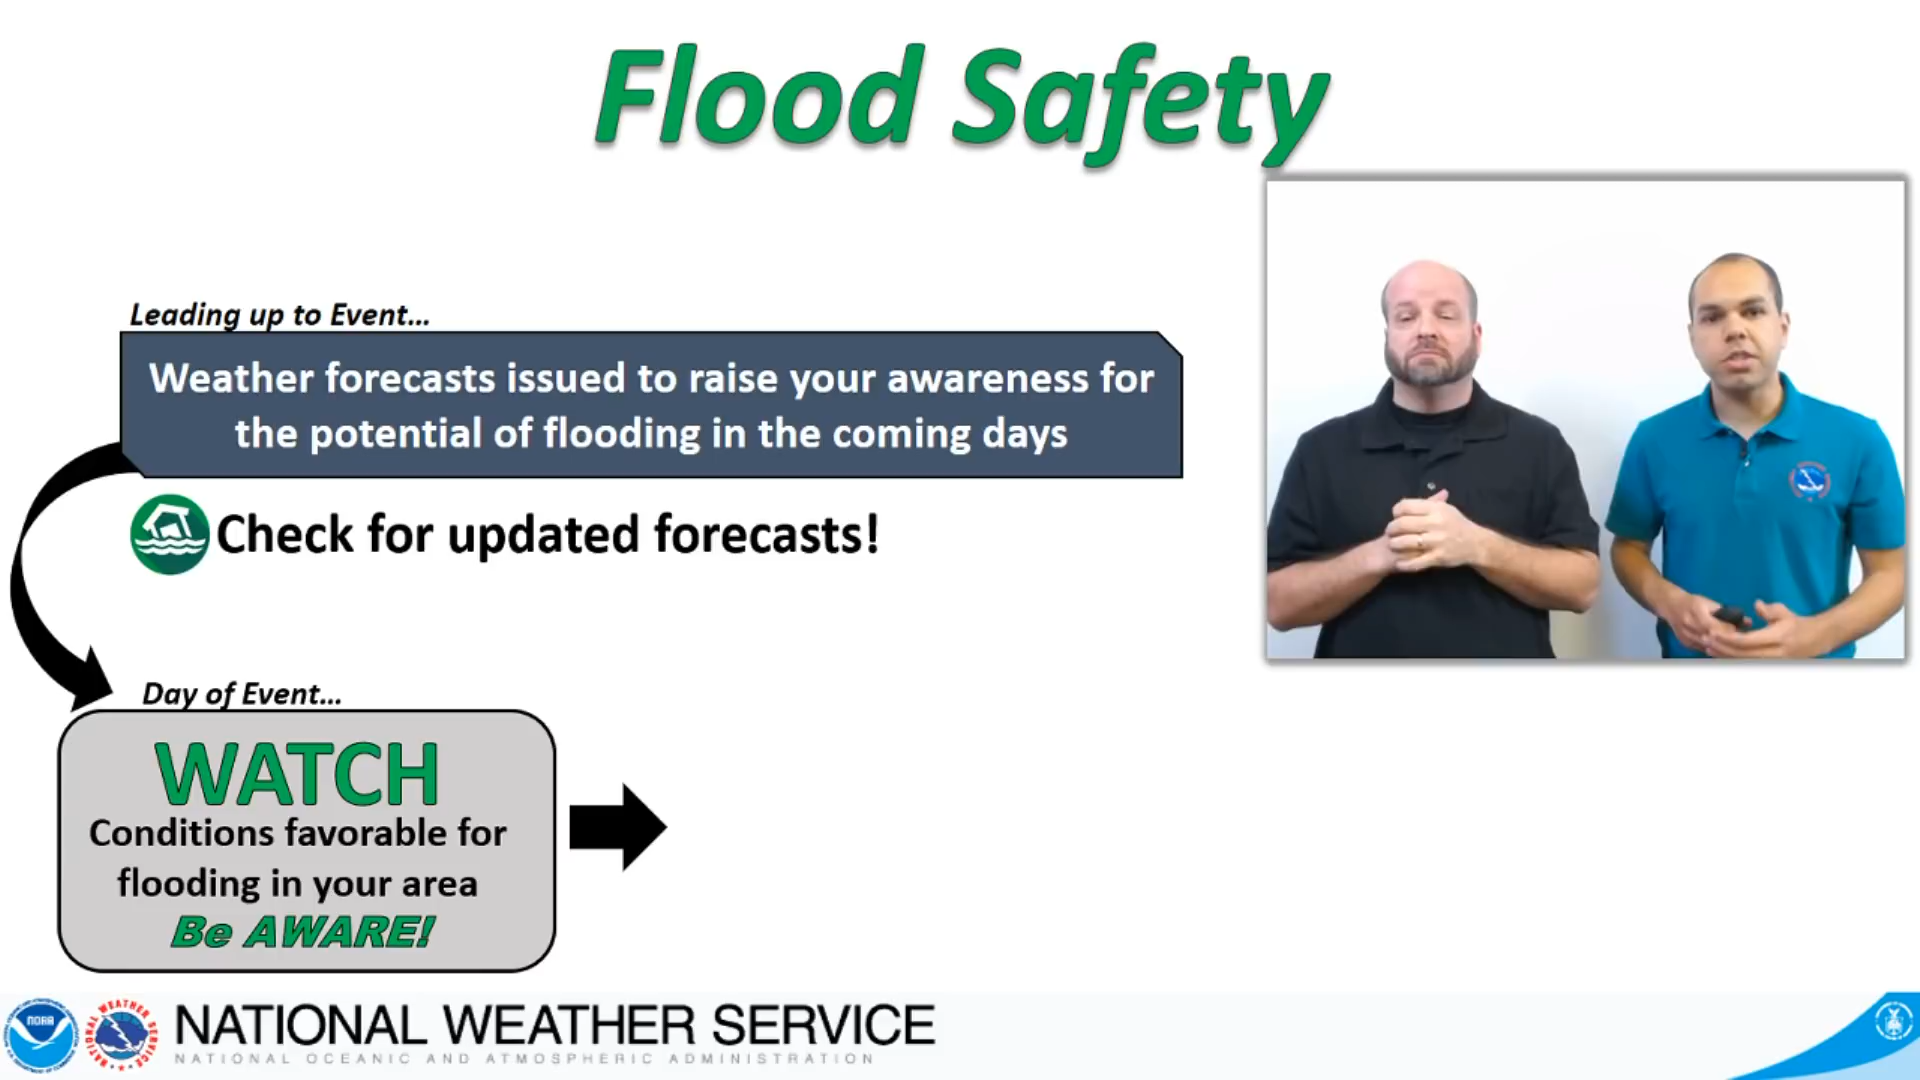 Flood Safety
Leading up to Event...
Weather forecasts issued to raise your awareness for
the potential of flooding in the coming days
Check for updated forecasts!
Day of Event...
WATCH
Conditions favorable for
flooding in your area
Be AWARE!
NOAA
NATIONAL WEATHER SERVICE
NATIONAL OCEANIC AND ATMOSPHERIC ADMINISTRATION